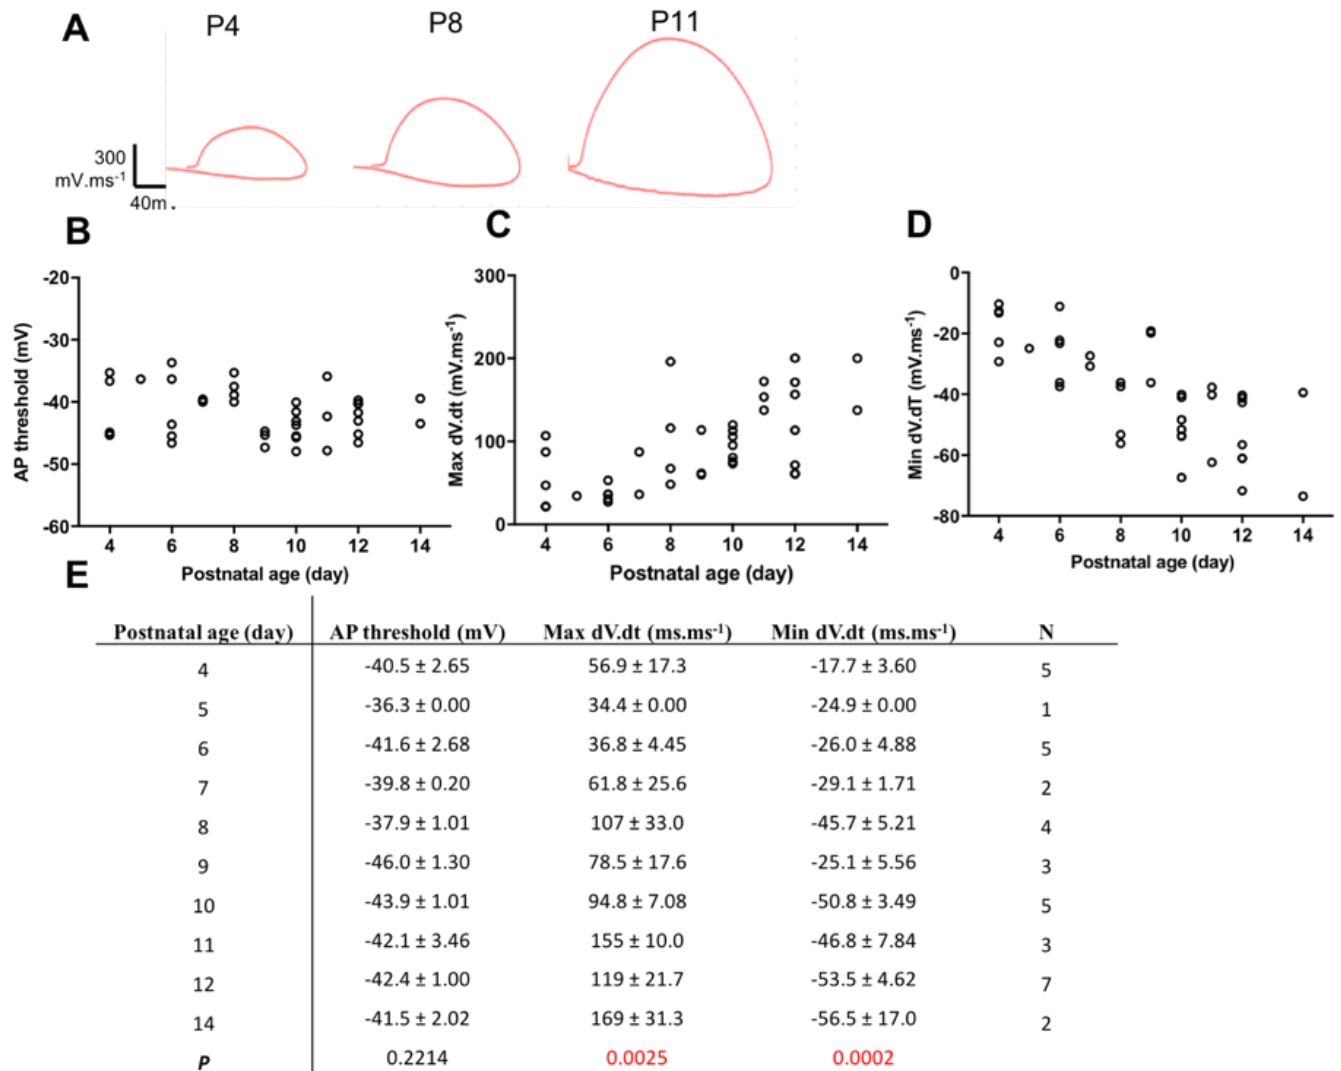 A
P4
P8
P11
300
mV.ms⁻¹
40m
B
C
D
AP threshold (mV)
-20
-30
-40
-50
-60
4 6 8 10 12 14
Postnatal age (day)
Max dV.dt (mV.ms⁻¹)
300
200
100
0
4 6 8 10 12 14
Postnatal age (day)
Min dV.dT (mV.ms⁻¹)
0
-20
-40
-60
-80
4 6 8 10 12 14
Postnatal age (day)
E
Postnatal age (day) AP threshold (mV) Max dV.dt (ms.ms⁻¹) Min dV.dt (ms.ms⁻¹) N
4 -40.5 ± 2.65 56.9 ± 17.3 -17.7 ± 3.60 5
5 -36.3 ± 0.00 34.4 ± 0.00 -24.9 ± 0.00 1
6 -41.6 ± 2.68 36.8 ± 4.45 -26.0 ± 4.88 5
7 -39.8 ± 0.20 61.8 ± 25.6 -29.1 ± 1.71 2
8 -37.9 ± 1.01 107 ± 33.0 -45.7 ± 5.21 4
9 -46.0 ± 1.30 78.5 ± 17.6 -25.1 ± 5.56 3
10 -43.9 ± 1.01 94.8 ± 7.08 -50.8 ± 3.49 5
11 -42.1 ± 3.46 155 ± 10.0 -46.8 ± 7.84 3
12 -42.4 ± 1.00 119 ± 21.7 -53.5 ± 4.62 7
14 -41.5 ± 2.02 169 ± 31.3 -56.5 ± 17.0 2
P 0.2214 0.0025 0.0002